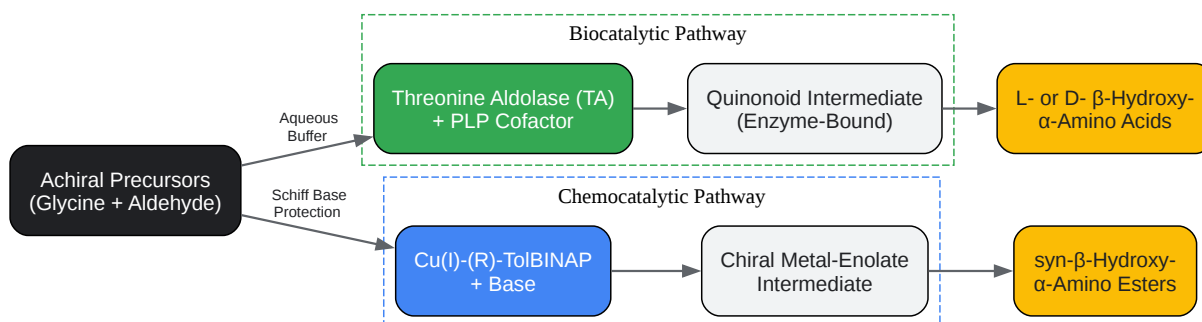 Biocatalytic Pathway
Threonine Aldolase (TA)
+ PLP Cofactor
Quinonoid Intermediate
(Enzyme-Bound)
L- or D- β-Hydroxy-
α-Amino Acids
Aqueous
Buffer
Achiral Precursors
(Glycine + Aldehyde)
Schiff Base
Protection
Chemocatalytic Pathway
Cu(I)-(R)-TolBINAP
+ Base
Chiral Metal-Enolate
Intermediate
syn-β-Hydroxy-
α-Amino Esters